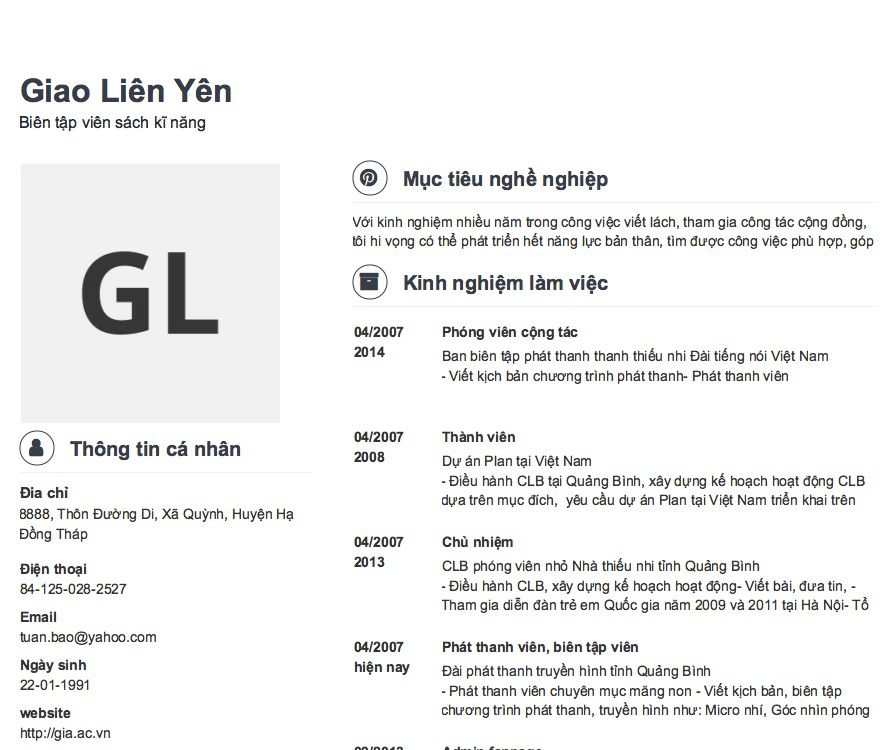 Giao Liên Yên
Biên tập viên sách kĩ năng
GL
Thông tin cá nhân
Đia chỉ
8888, Thôn Đường Di, Xã Quỳnh, Huyện Hạ
Đồng Tháp
Điện thoại
84-125-028-2527
Email
tuan.bao@yahoo.com
Ngày sinh
22-01-1991
website
http://gia.ac.vn
Mục tiêu nghề nghiệp
Với kinh nghiệm nhiều năm trong công việc viết lách, tham gia công tác cộng đồng,
tôi hi vọng có thể phát triển hết năng lực bản thân, tìm được công việc phù hợp, góp
Kinh nghiệm làm việc
04/2007
2014
Phóng viên cộng tác
Ban biên tập phát thanh thanh thiếu nhi Đài tiếng nói Việt Nam
- Viết kịch bản chương trình phát thanh- Phát thanh viên
04/2007
2008
Thành viên
Dự án Plan tại Việt Nam
- Điều hành CLB tại Quảng Bình, xây dựng kế hoạch hoạt động CLB
dựa trên mục đích,  yêu cầu dự án Plan tại Việt Nam triển khai trên
04/2007
2013
Chủ nhiệm
CLB phóng viên nhỏ Nhà thiếu nhi tỉnh Quảng Bình
- Điều hành CLB, xây dựng kế hoạch hoạt động- Viết bài, đưa tin, -
Tham gia diễn đàn trẻ em Quốc gia năm 2009 và 2011 tại Hà Nội- Tổ
04/2007
hiện nay
Phát thanh viên, biên tập viên
Đài phát thanh truyền hình tỉnh Quảng Bình
- Phát thanh viên chuyên mục măng non - Viết kịch bản, biên tập
chương trình phát thanh, truyền hình như: Micro nhí, Góc nhìn phóng